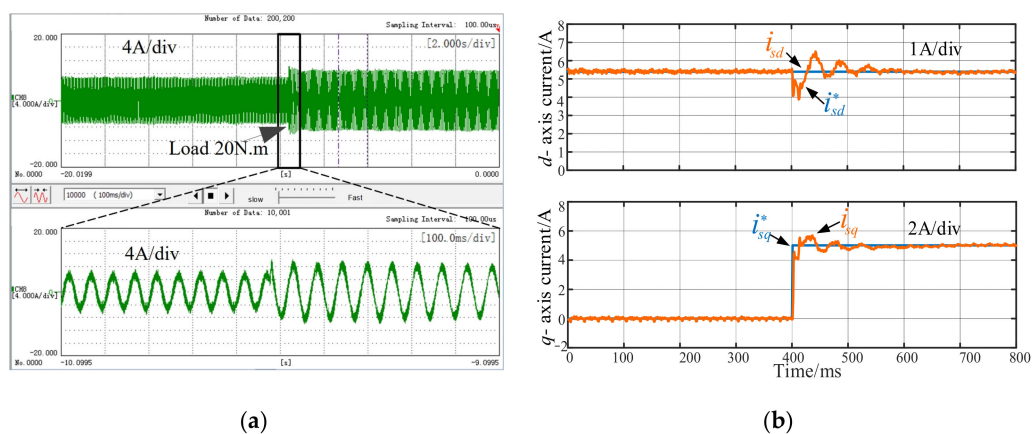 Number of Data: 200,200
Sampling Interval: 100.00us
20.000
4A/div
[2.000s/div]
CMB
[4.000A/div]
Load 20N.m
-20.000
No.0000 -20.0199 [s] 0.0000
10000 (100ms/div) slow Fast
Number of Data: 10,001
Sampling Interval: 100.00us
20.000
4A/div
[100.0ms/div]
CMB
[4.000A/div]
-20.000
No.0000 -10.0995 [s] -9.0995
(a)
d- axis current/A
8
7
6
5
4
3
2
1
0
isd
1A/div
i*sd
q- axis current/A
8
6
4
2
0
-2
i*sq
isq
2A/div
0 100 200 300 400 500 600 700 800
Time/ms
(b)